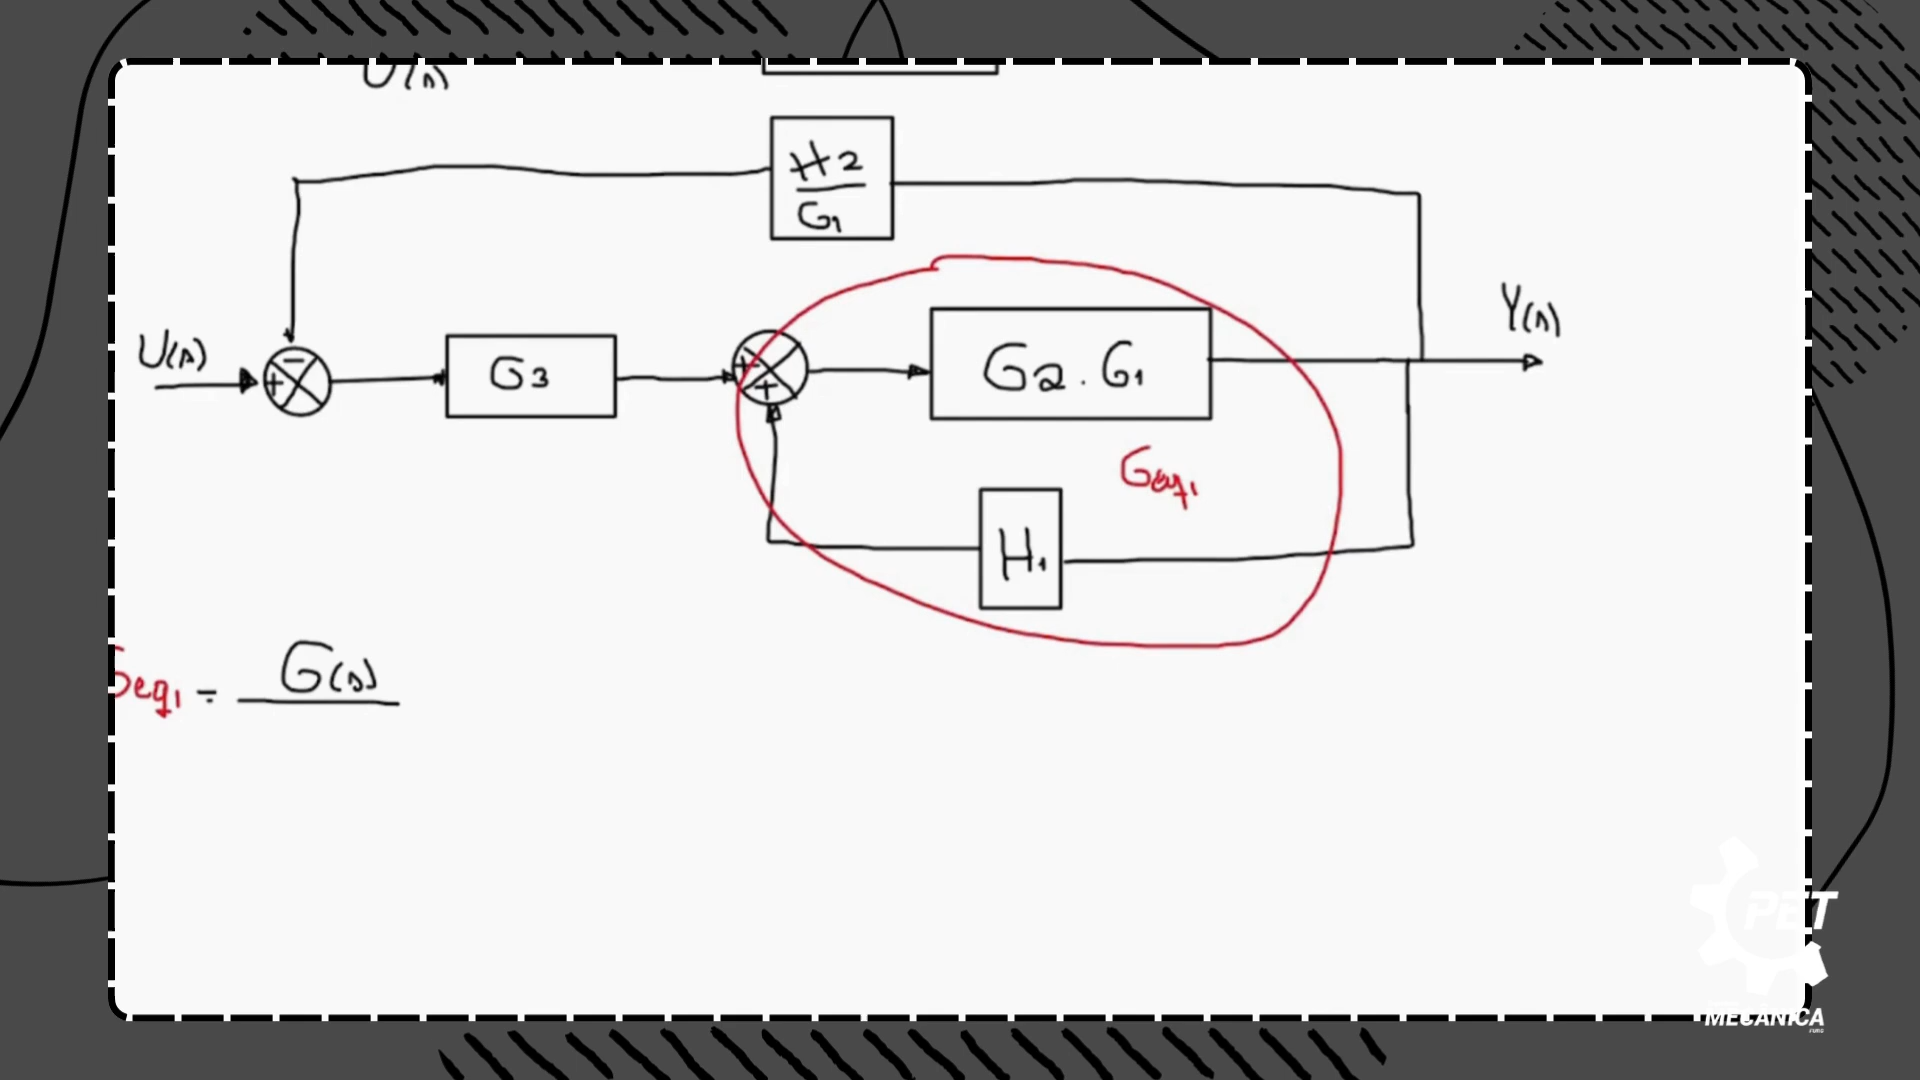 U(s)
H2
G1
U(s)
+
−
G3
+
+
G2 . G1
Y(s)
Geq1
H1
Geq1 = G(s)
PET
MECÂNICA